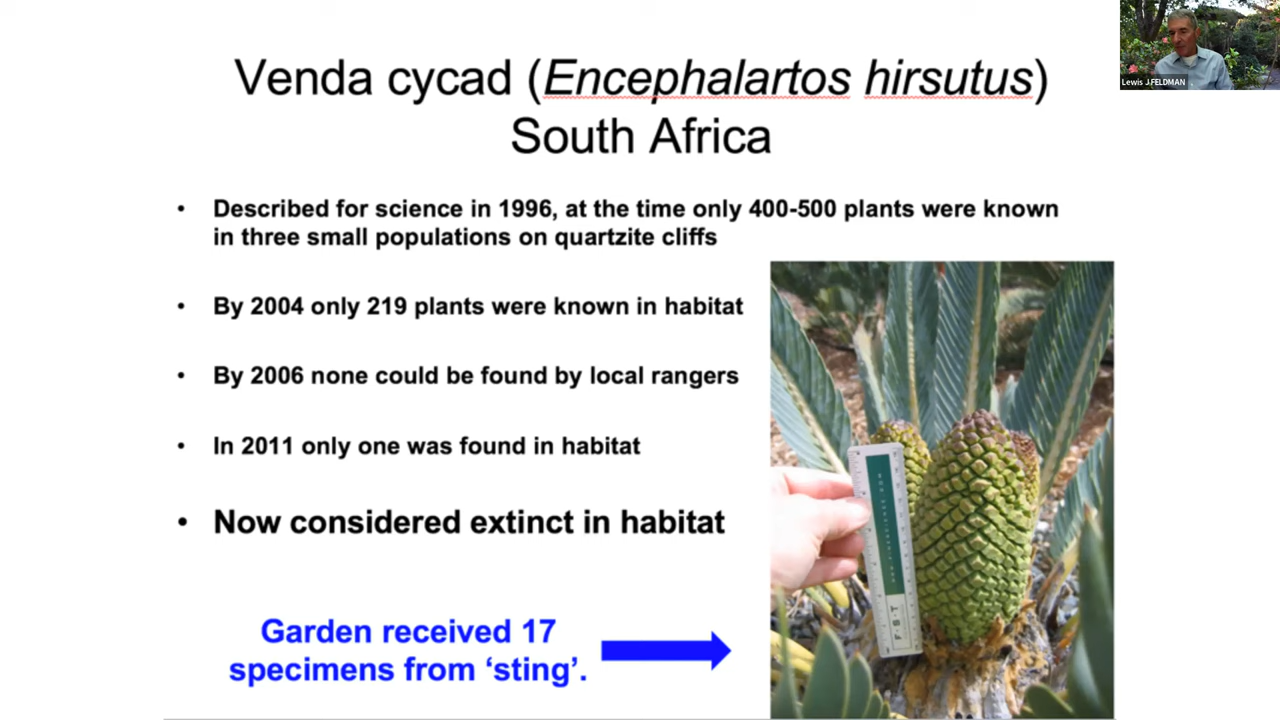 Venda cycad (Encephalartos hirsutus)
South Africa
Lewis J.FELDMAN
• Described for science in 1996, at the time only 400-500 plants were known
in three small populations on quartzite cliffs
• By 2004 only 219 plants were known in habitat
• By 2006 none could be found by local rangers
• In 2011 only one was found in habitat
• Now considered extinct in habitat
Garden received 17
specimens from ‘sting’.
F·S·T